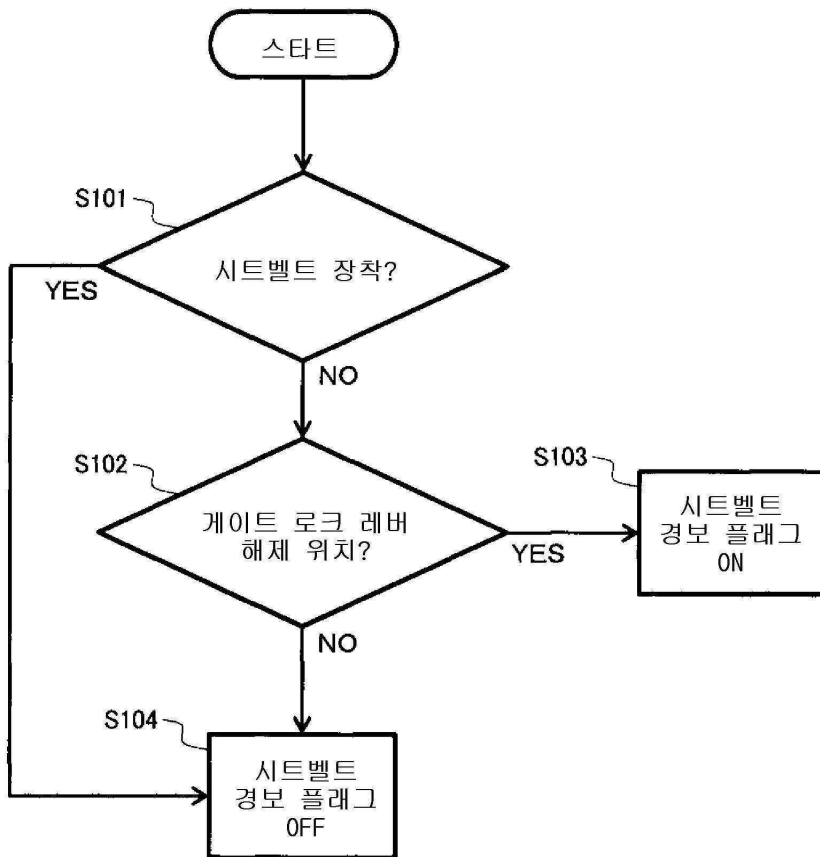 스타트
S101
시트벨트 장착?
YES
NO
S102
게이트 로크 레버
해제 위치?
YES
S103
시트벨트
경보 플래그
ON
NO
S104
시트벨트
경보 플래그
OFF